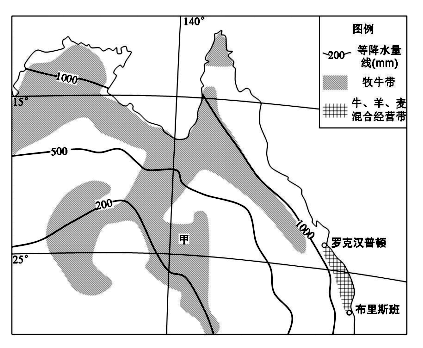 140°
图例
200 等降水量
线(mm)
牧牛带
牛、羊、麦
混合经营带
1000
15°
500
200
甲
1000
罗克汉普顿
25°
布里斯班